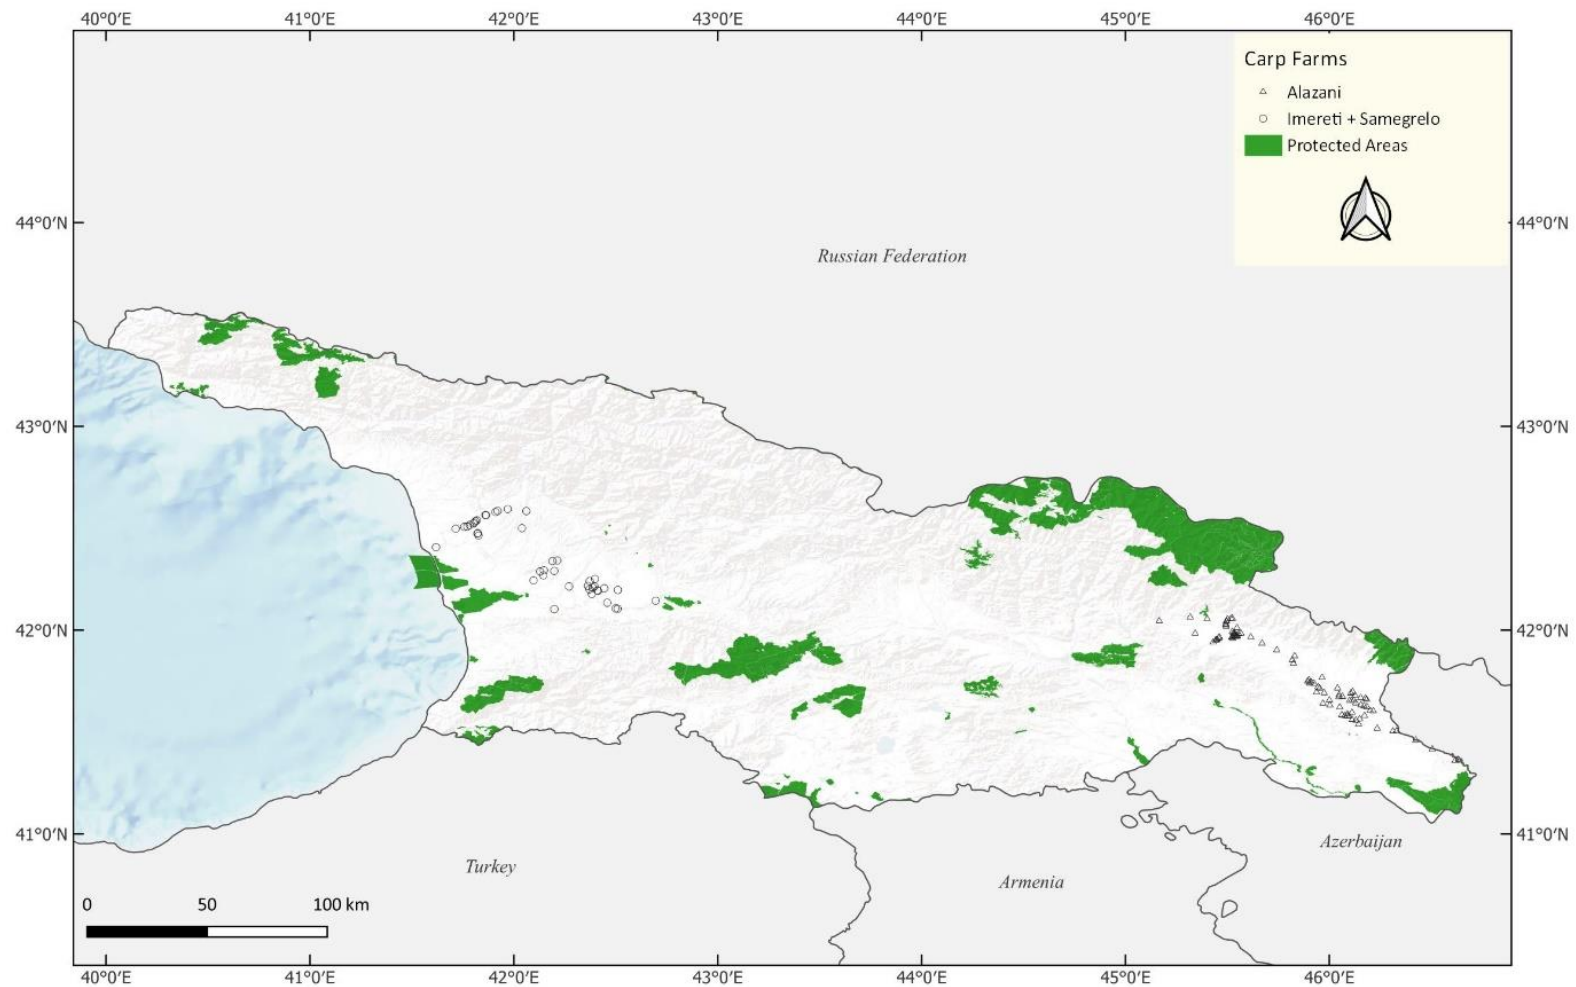 40°0′E 41°0′E 42°0′E 43°0′E 44°0′E 45°0′E 46°0′E
Carp Farms
Alazani
Imereti + Samegrelo
Protected Areas
44°0′N 44°0′N
Russian Federation
43°0′N 43°0′N
42°0′N 42°0′N
41°0′N 41°0′N
Azerbaijan
Turkey
Armenia
0 50 100 km
40°0′E 41°0′E 42°0′E 43°0′E 44°0′E 45°0′E 46°0′E